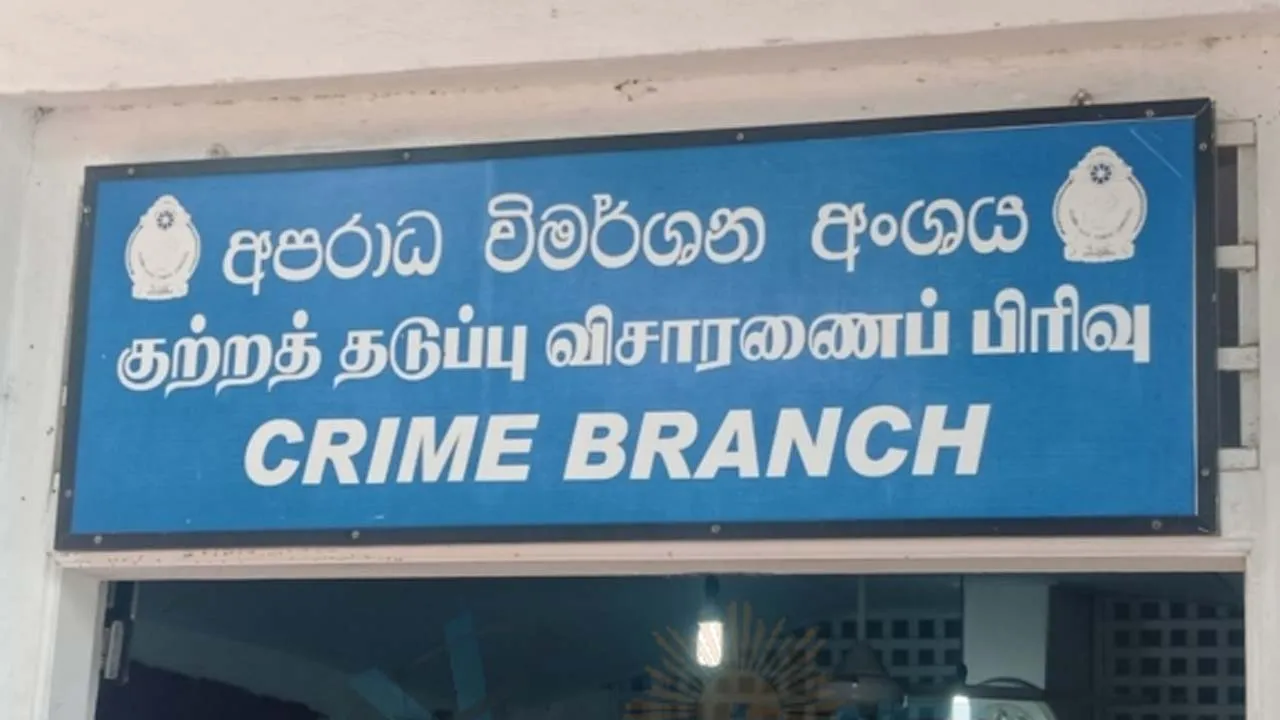 අපරාධ විමර්ශන අංශය
குற்றத் தடுப்பு விசாரணைப் பிரிவு
CRIME BRANCH